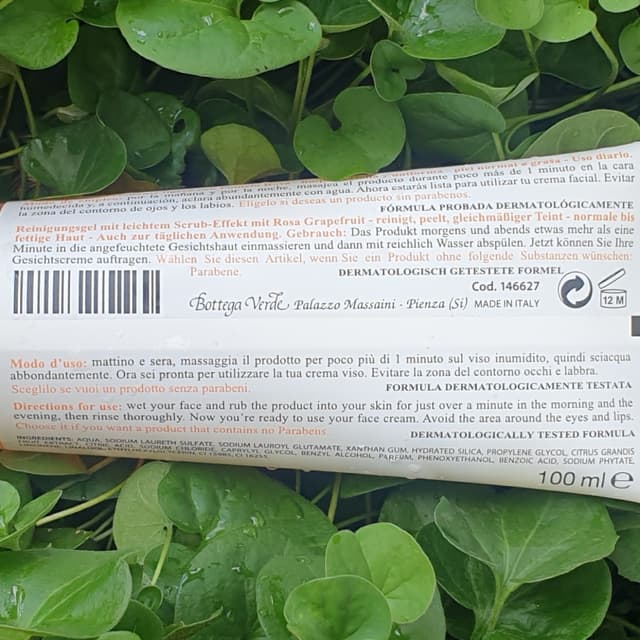 piel normal e grasa - Uso diario.
por la noche, masajea el producto durante poco más de 1 minuto en la cara
humedecida y a continuación, aclara abundantemente con agua. Ahora estarás lista para utilizar tu crema facial. Evitar
la zona del contorno de ojos y los labios. Elígelo si deseas un producto sin parabenos.
FÓRMULA PROBADA DERMATOLÓGICAMENTE
Reinigungsgel mit leichtem Scrub-Effekt mit Rosa Grapefruit - reinigt, peelt, gleichmäßiger Teint - normale bis
fettige Haut - Auch zur täglichen Anwendung. Gebrauch: Das Produkt morgens und abends etwas mehr als eine
Minute in die angefeuchtete Gesichtshaut einmassieren und dann mit reichlich Wasser abspülen. Jetzt können Sie Ihre
Gesichtscreme auftragen. Wählen Sie diesen Artikel, wenn Sie ein Produkt ohne folgende Substanzen wünschen:
Parabene. DERMATOLOGISCH GETESTETE FORMEL
Cod. 146627
Bottega Verde Palazzo Massaini - Pienza (Si) MADE IN ITALY
12 M
Modo d'uso: mattino e sera, massaggia il prodotto per poco più di 1 minuto sul viso inumidito, quindi sciacqua
abbondantemente. Ora sei pronta per utilizzare la tua crema viso. Evitare la zona del contorno occhi e labbra.
Sceglilo se vuoi un prodotto senza parabeni. FORMULA DERMATOLOGICAMENTE TESTATA
Directions for use: wet your face and rub the product into your skin for just over a minute in the morning and the
evening, then rinse thoroughly. Now you're ready to use your face cream. Avoid the area around the eyes and lips.
Choose it if you want a product that contains no Parabens DERMATOLOGICALLY TESTED FORMULA
INGREDIENTS: AQUA, SODIUM LAURETH SULFATE, SODIUM LAUROYL GLUTAMATE, XANTHAN GUM, HYDRATED SILICA, PROPYLENE GLYCOL, CITRUS GRANDIS
CAPRYLYL GLYCOL, BENZYL ALCOHOL, PARFUM, PHENOXYETHANOL, BENZOIC ACID, SODIUM PHYTATE,
100 ml e